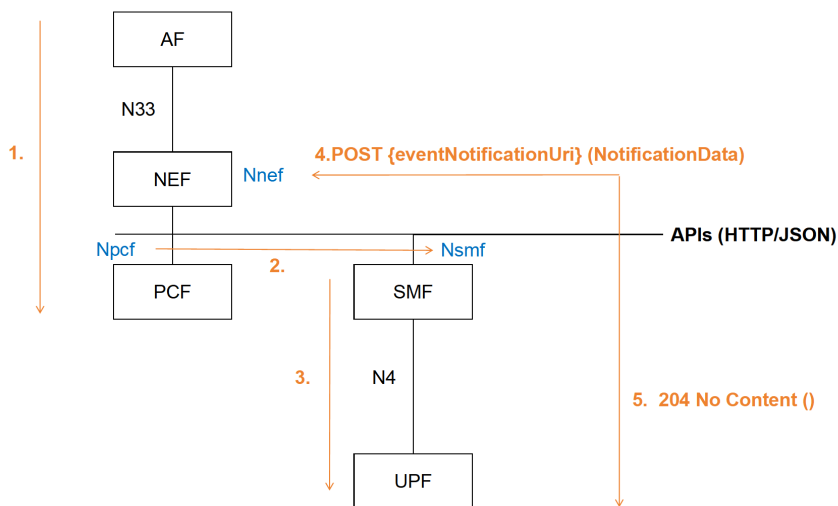 AF
N33
1.
4.POST {eventNotificationUri} (NotificationData)
NEF
Nnef
APIs (HTTP/JSON)
Npcf
2.
Nsmf
PCF
SMF
3.
N4
5. 204 No Content ()
UPF